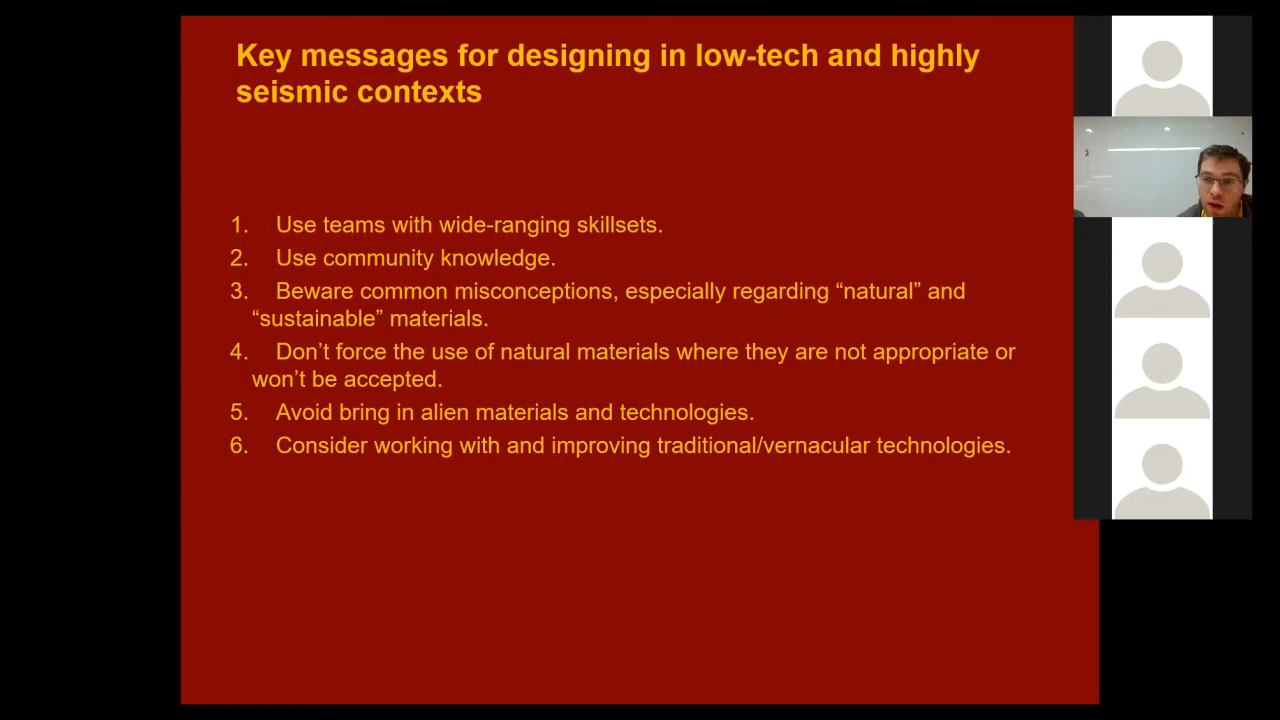 Key messages for designing in low-tech and highly
seismic contexts
1. Use teams with wide-ranging skillsets.
2. Use community knowledge.
3. Beware common misconceptions, especially regarding “natural” and
“sustainable” materials.
4. Don’t force the use of natural materials where they are not appropriate or
won’t be accepted.
5. Avoid bring in alien materials and technologies.
6. Consider working with and improving traditional/vernacular technologies.